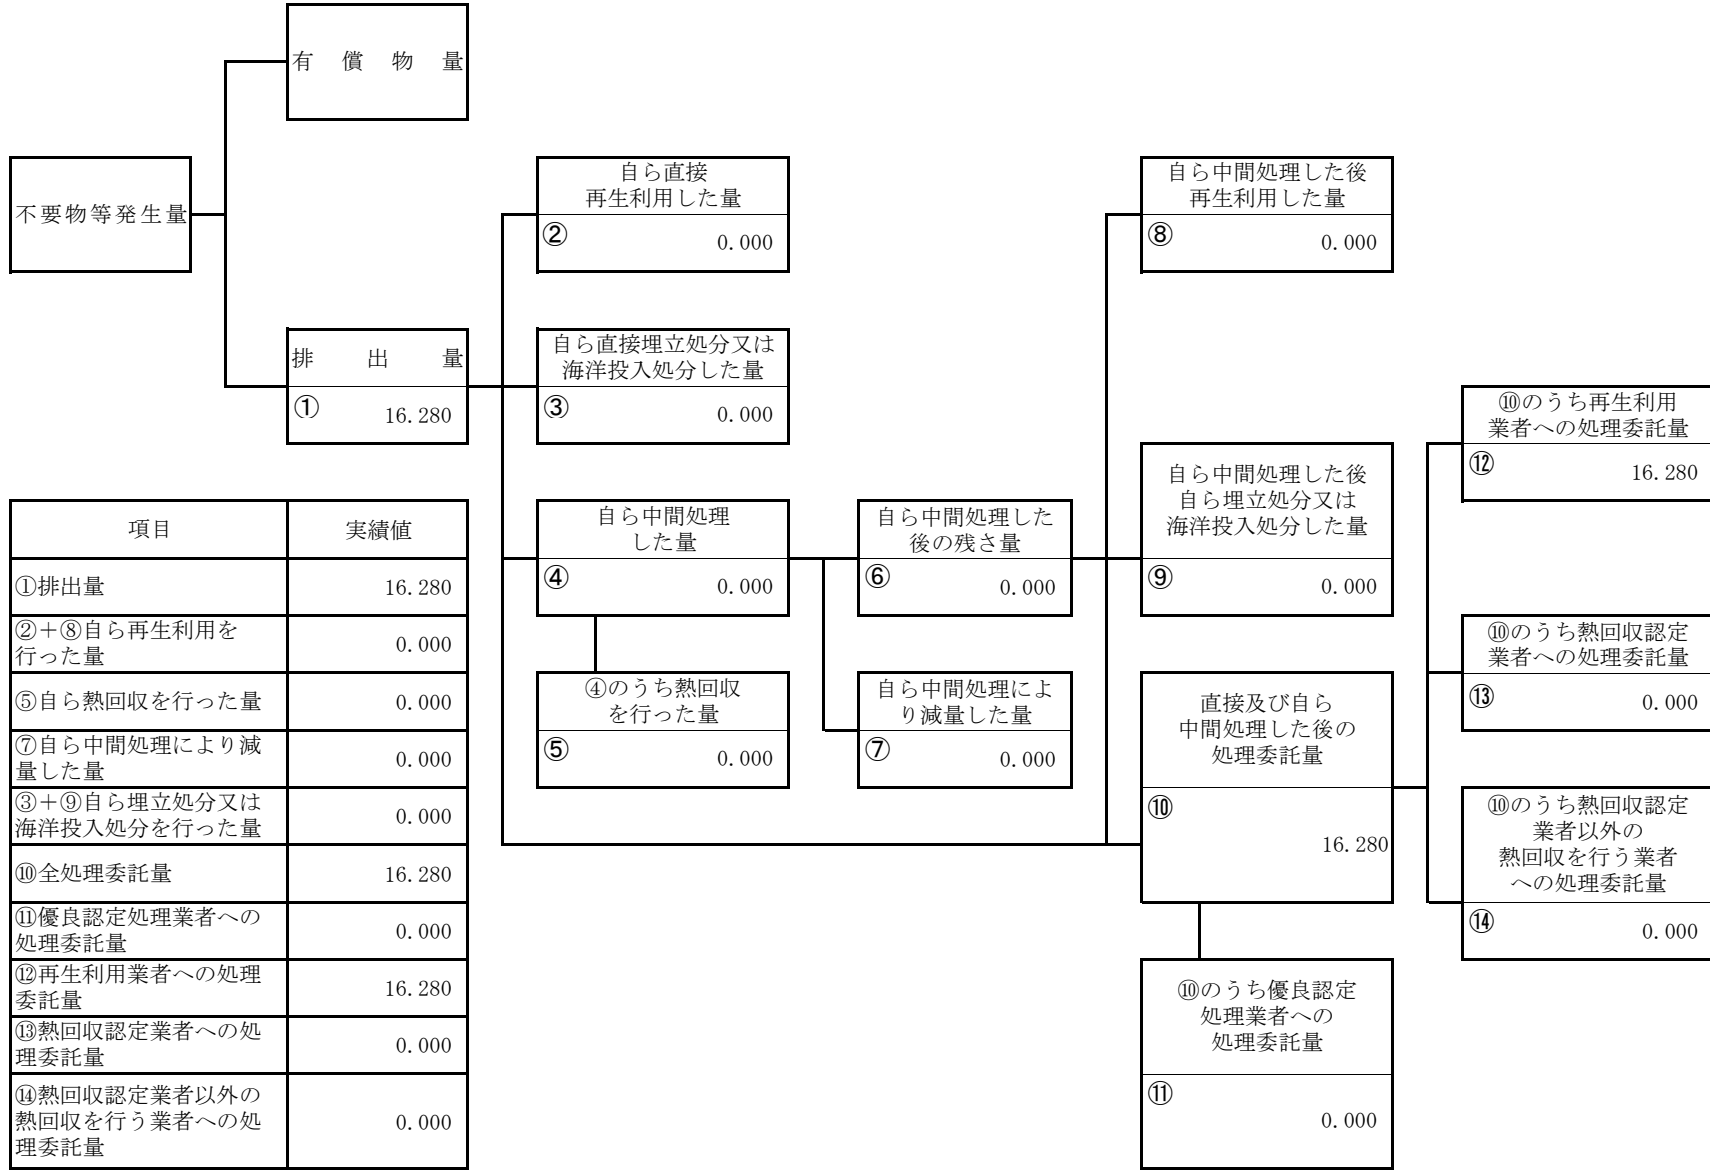 有償物量
不要物等発生量
自ら直接
再生利用した量
② 0.000
自ら中間処理した後
再生利用した量
⑧ 0.000
排出量
① 16.280
自ら直接埋立処分又は
海洋投入処分した量
③ 0.000
⑩のうち再生利用
業者への処理委託量
⑫ 16.280
自ら中間処理
した量
④ 0.000
自ら中間処理した
後の残さ量
⑥ 0.000
自ら中間処理した後
自ら埋立処分又は
海洋投入処分した量
⑨ 0.000
⑩のうち熱回収認定
業者への処理委託量
⑬ 0.000
④のうち熱回収
を行った量
⑤ 0.000
自ら中間処理によ
り減量した量
⑦ 0.000
直接及び自ら
中間処理した後の
処理委託量
⑩
16.280
⑩のうち熱回収認定
業者以外の
熱回収を行う業者
への処理委託量
⑭ 0.000
⑩のうち優良認定
処理業者への
処理委託量
⑪
0.000
項目 実績値
①排出量 16.280
②＋⑧自ら再生利用を
行った量 0.000
⑤自ら熱回収を行った量 0.000
⑦自ら中間処理により減
量した量 0.000
③＋⑨自ら埋立処分又は
海洋投入処分を行った量 0.000
⑩全処理委託量 16.280
⑪優良認定処理業者への
処理委託量 0.000
⑫再生利用業者への処理
委託量 16.280
⑬熱回収認定業者への処
理委託量 0.000
⑭熱回収認定業者以外の
熱回収を行う業者への処
理委託量 0.000